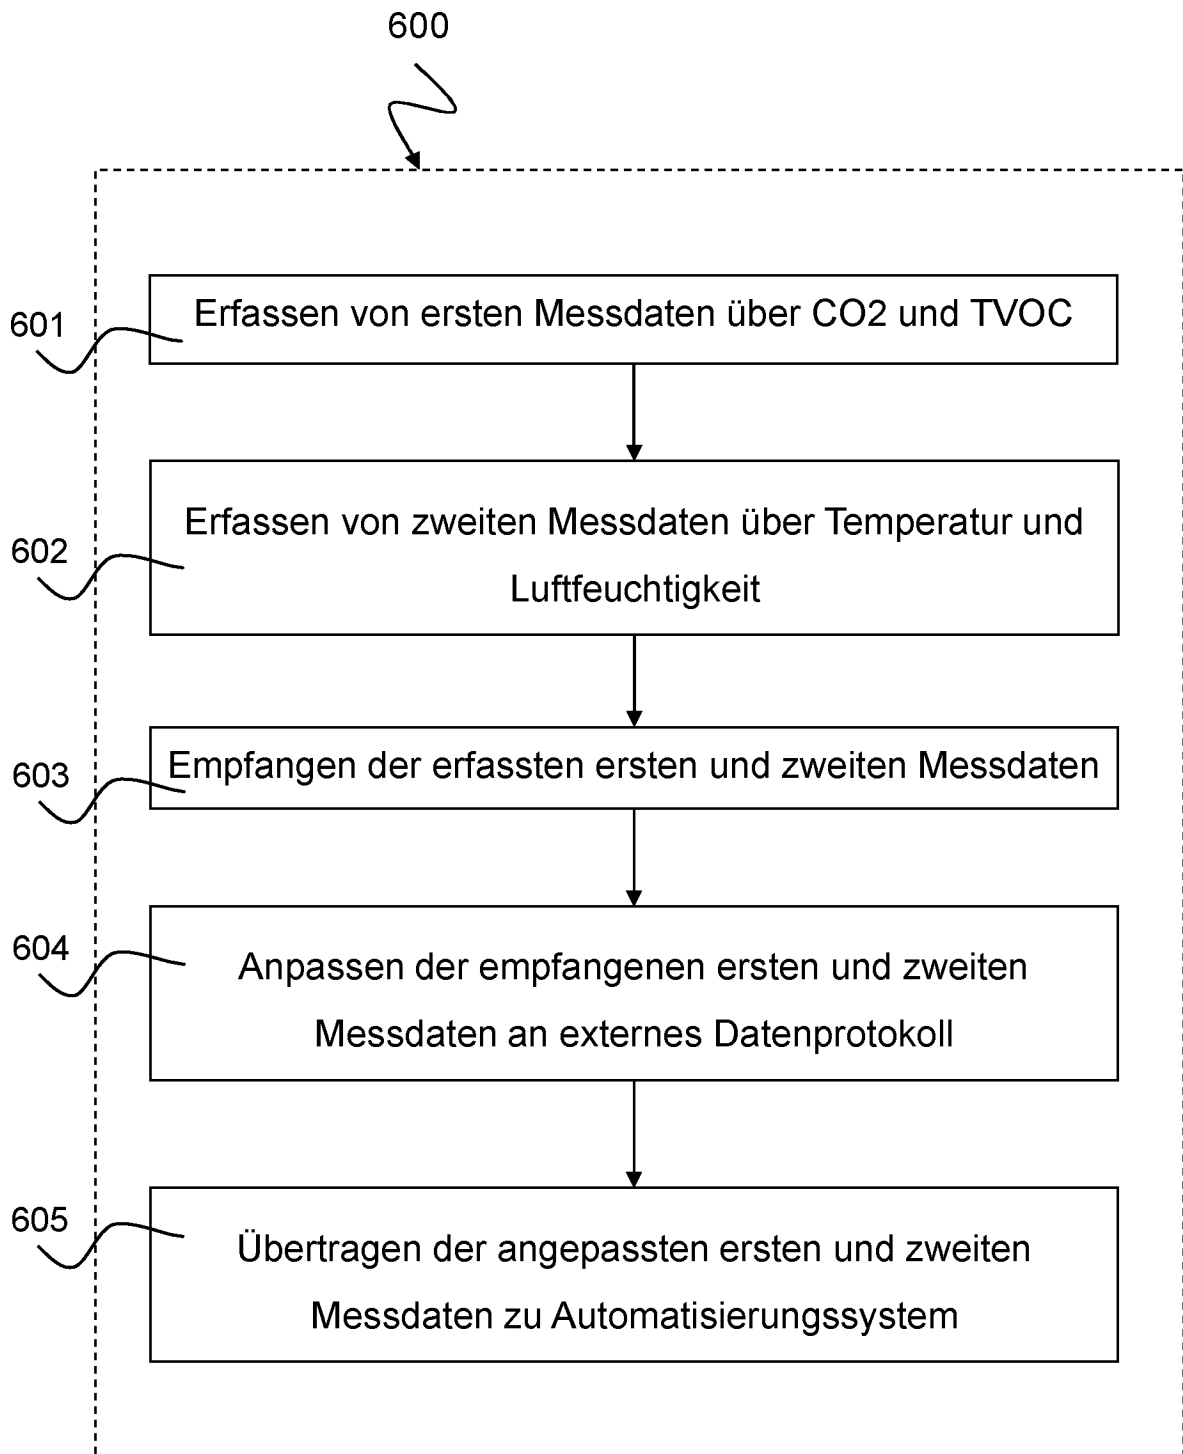 600
601
Erfassen von ersten Messdaten über CO2 und TVOC
602
Erfassen von zweiten Messdaten über Temperatur und
Luftfeuchtigkeit
603
Empfangen der erfassten ersten und zweiten Messdaten
604
Anpassen der empfangenen ersten und zweiten
Messdaten an externes Datenprotokoll
605
Übertragen der angepassten ersten und zweiten
Messdaten zu Automatisierungssystem